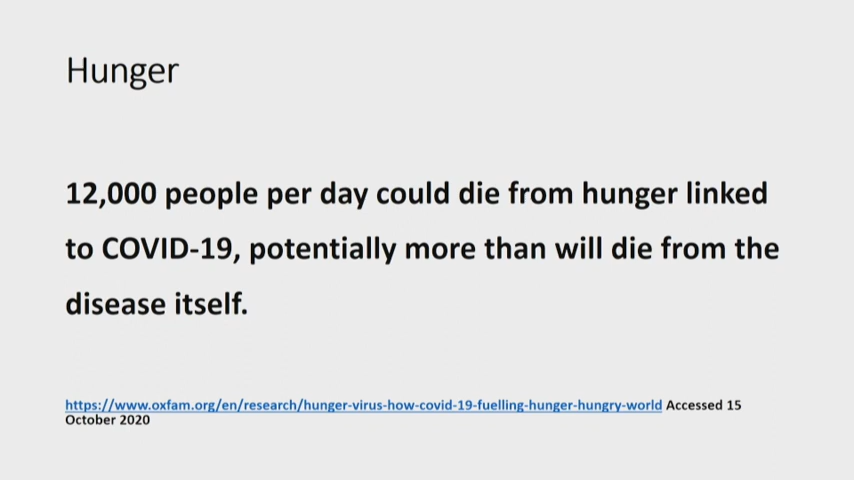 Hunger
12,000 people per day could die from hunger linked
to COVID-19, potentially more than will die from the
disease itself.
https://www.oxfam.org/en/research/hunger-virus-how-covid-19-fuelling-hunger-hungry-world Accessed 15
October 2020